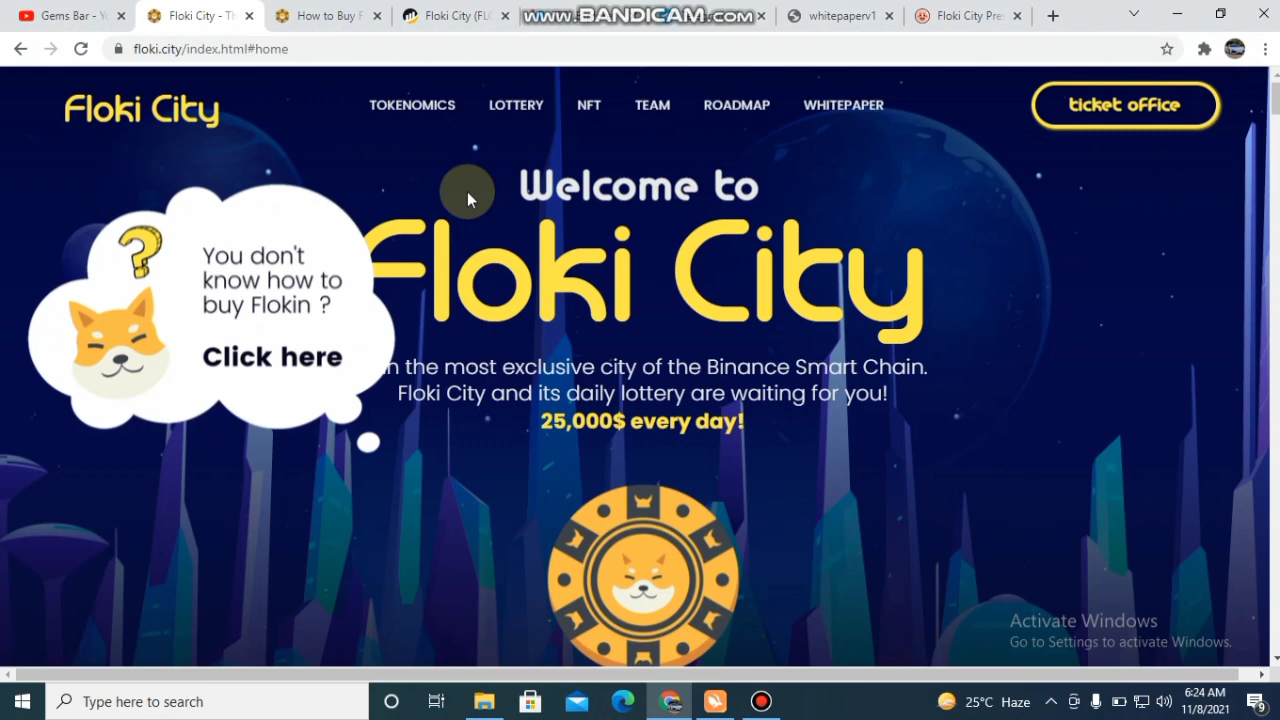 Gems Bar - Yo
Floki City - Th
How to Buy F
Floki City (FLO
WWW.BANDICAM.COM
whitepaperv1
Floki City Pre
floki.city/index.html#home
Floki City
TOKENOMICS
LOTTERY
NFT
TEAM
ROADMAP
WHITEPAPER
ticket office
Welcome to
Floki City
?
You don't
know how to
buy Flokin ?
Click here
n the most exclusive city of the Binance Smart Chain.
Floki City and its daily lottery are waiting for you!
25,000$ every day!
Activate Windows
Go to Settings to activate Windows.
Type here to search
25°C Haze
6:24 AM
11/8/2021
9